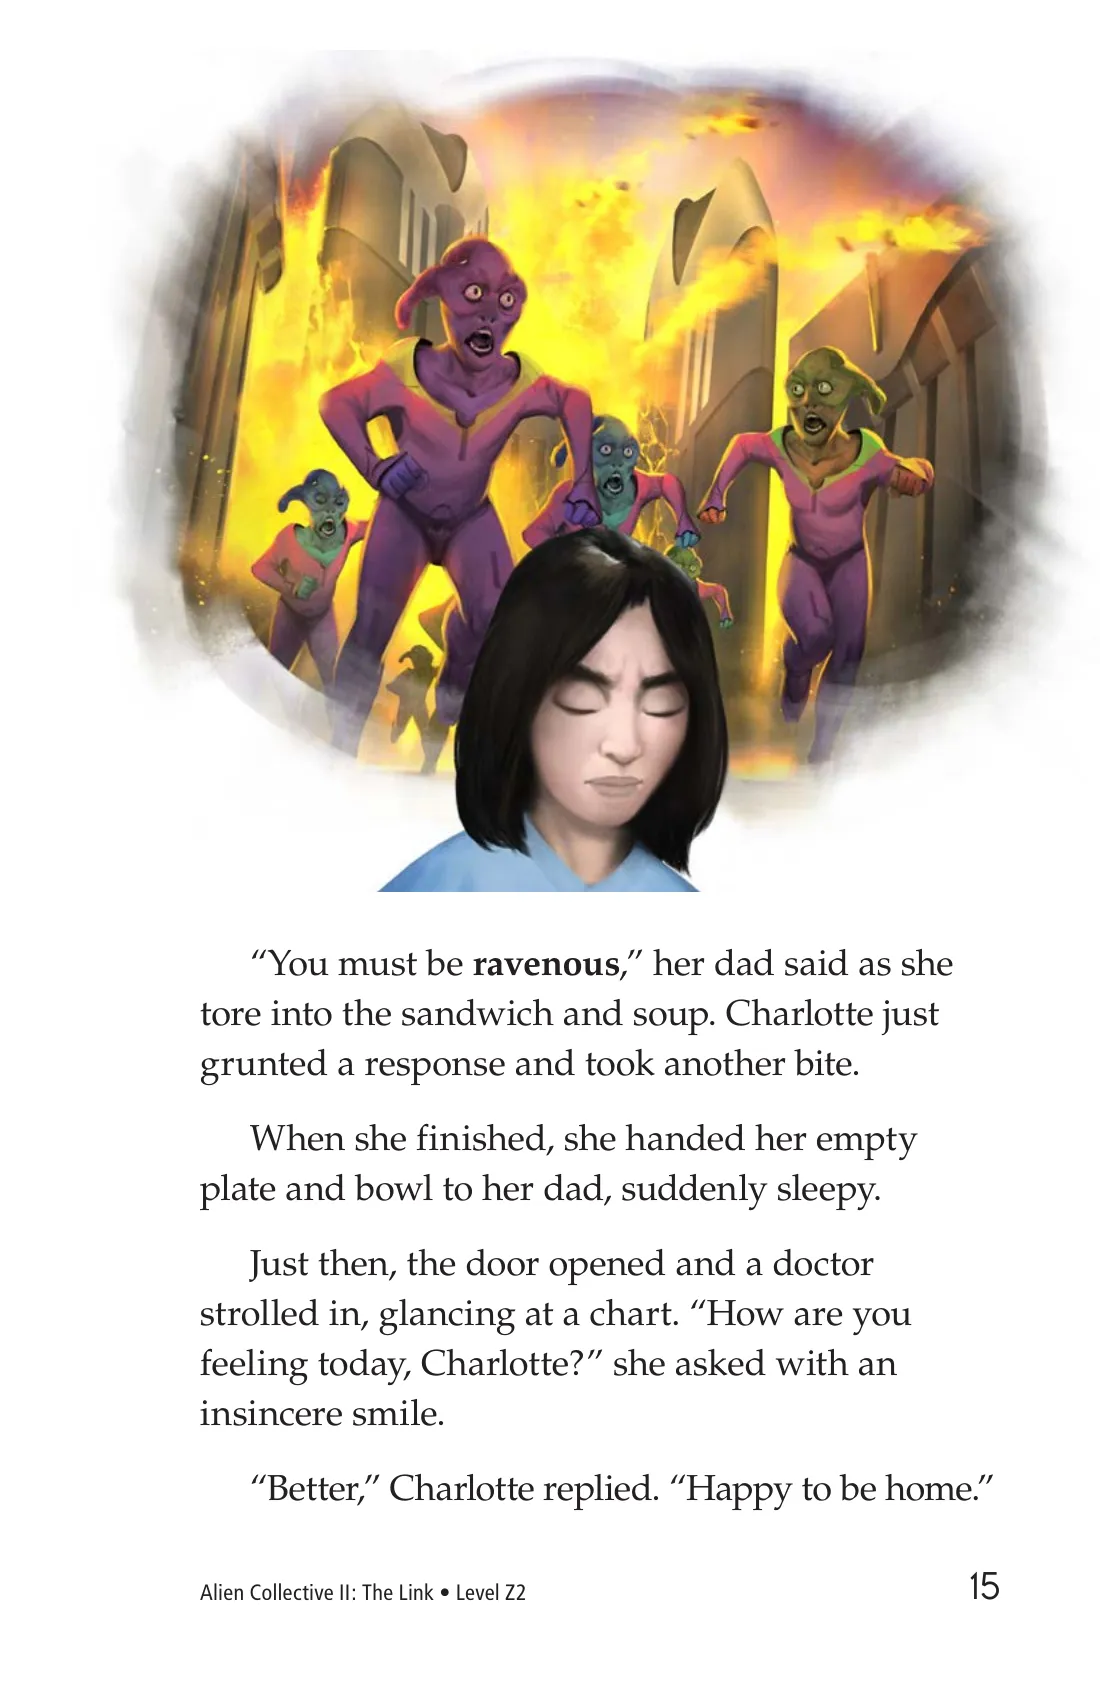 “You must be ravenous,” her dad said as she
tore into the sandwich and soup. Charlotte just
grunted a response and took another bite.
When she finished, she handed her empty
plate and bowl to her dad, suddenly sleepy.
Just then, the door opened and a doctor
strolled in, glancing at a chart. “How are you
feeling today, Charlotte?” she asked with an
insincere smile.
“Better,” Charlotte replied. “Happy to be home.”
Alien Collective II: The Link • Level Z2
15